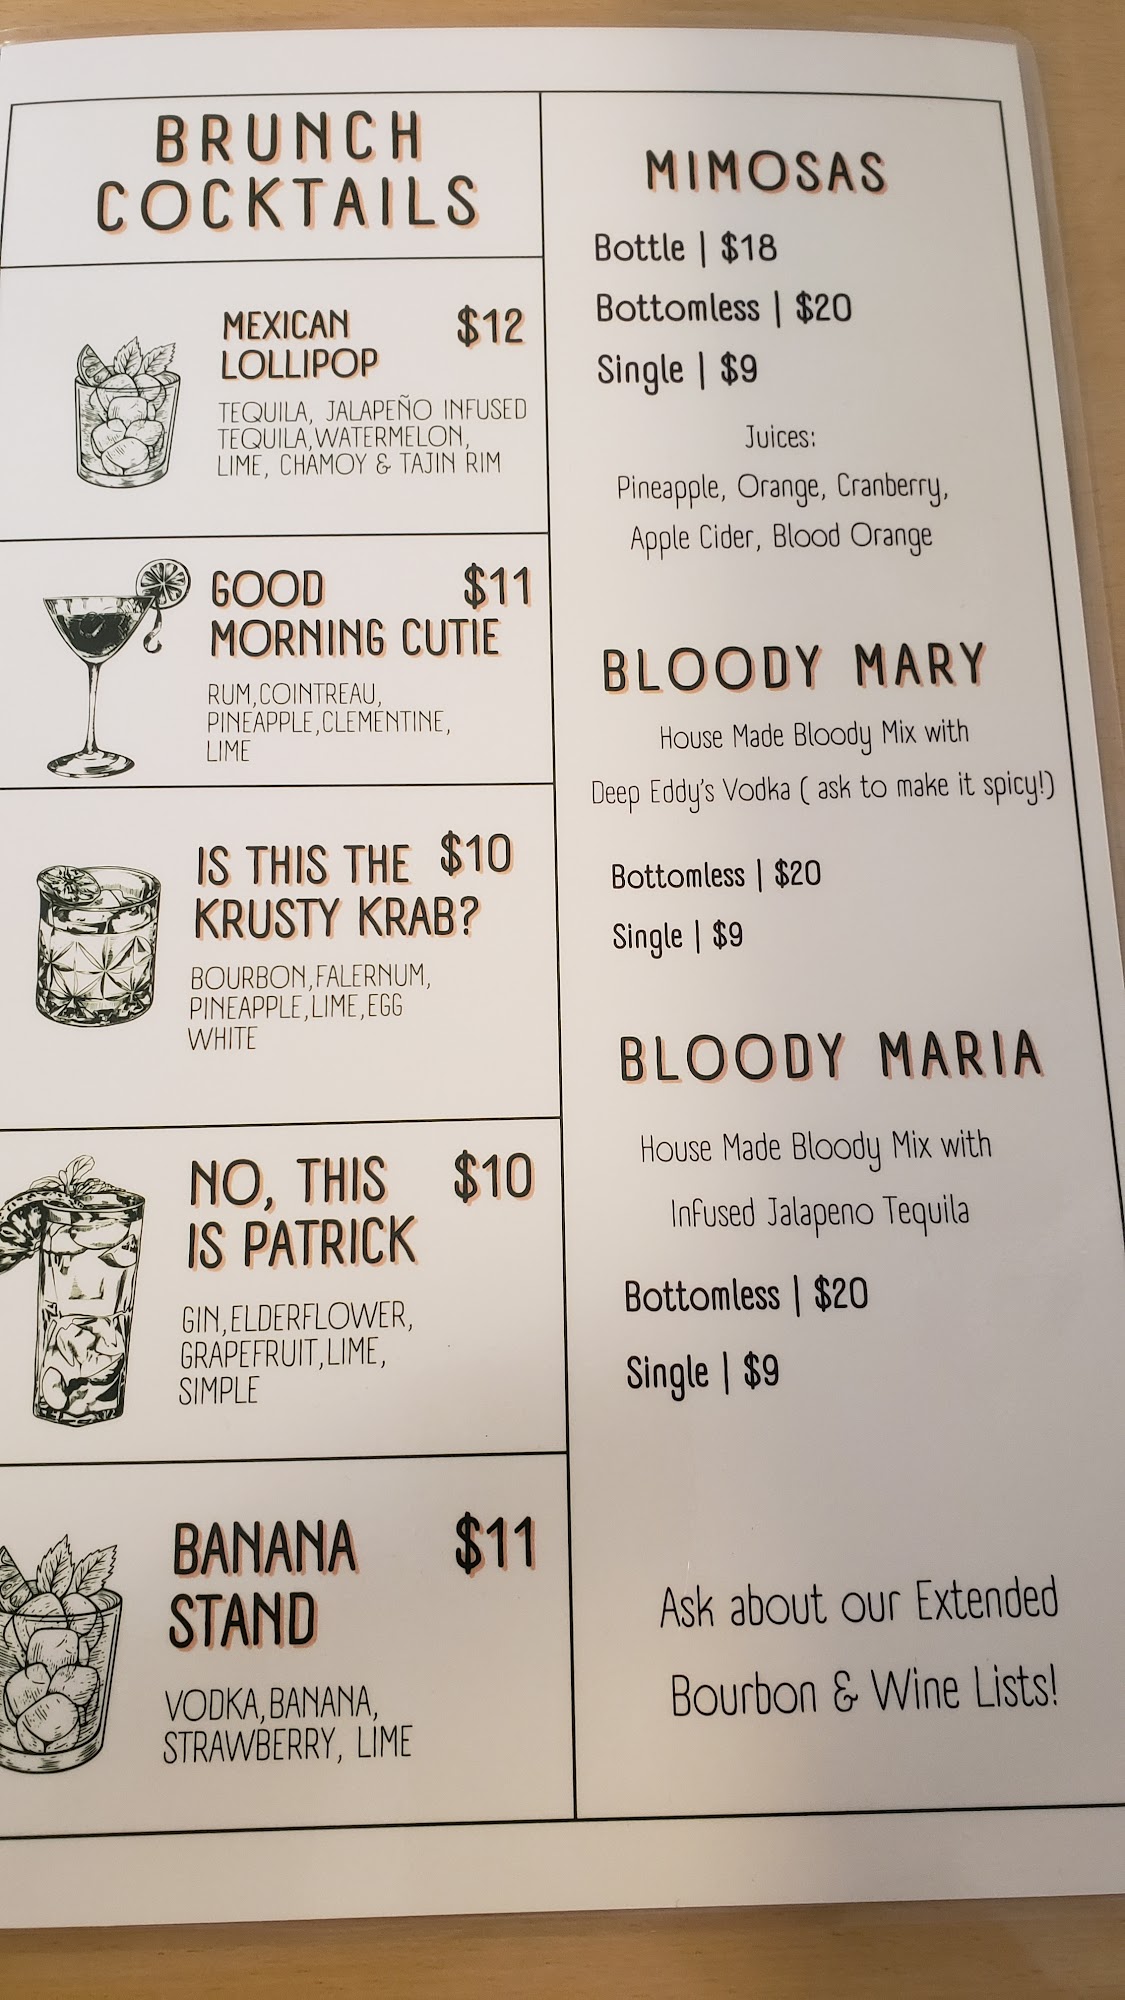 BRUNCH
COCKTAILS
MEXICAN $12
LOLLIPOP
TEQUILA, JALAPEÑO INFUSED
TEQUILA, WATERMELON,
LIME, CHAMOY & TAJIN RIM
GOOD $11
MORNING CUTIE
RUM, COINTREAU,
PINEAPPLE, CLEMENTINE,
LIME
IS THIS THE $10
KRUSTY KRAB?
BOURBON, FALERNUM,
PINEAPPLE, LIME, EGG
WHITE
NO, THIS $10
IS PATRICK
GIN, ELDERFLOWER,
GRAPEFRUIT, LIME,
SIMPLE
BANANA $11
STAND
VODKA, BANANA,
STRAWBERRY, LIME
MIMOSAS
Bottle | $18
Bottomless | $20
Single | $9
Juices:
Pineapple, Orange, Cranberry,
Apple Cider, Blood Orange
BLOODY MARY
House Made Bloody Mix with
Deep Eddy's Vodka ( ask to make it spicy!)
Bottomless | $20
Single | $9
BLOODY MARIA
House Made Bloody Mix with
Infused Jalapeno Tequila
Bottomless | $20
Single | $9
Ask about our Extended
Bourbon & Wine Lists!